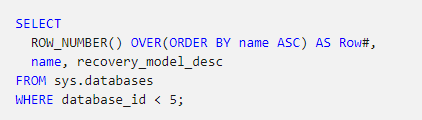 SELECT
  ROW_NUMBER() OVER(ORDER BY name ASC) AS Row#,
  name, recovery_model_desc
FROM sys.databases
WHERE database_id < 5;